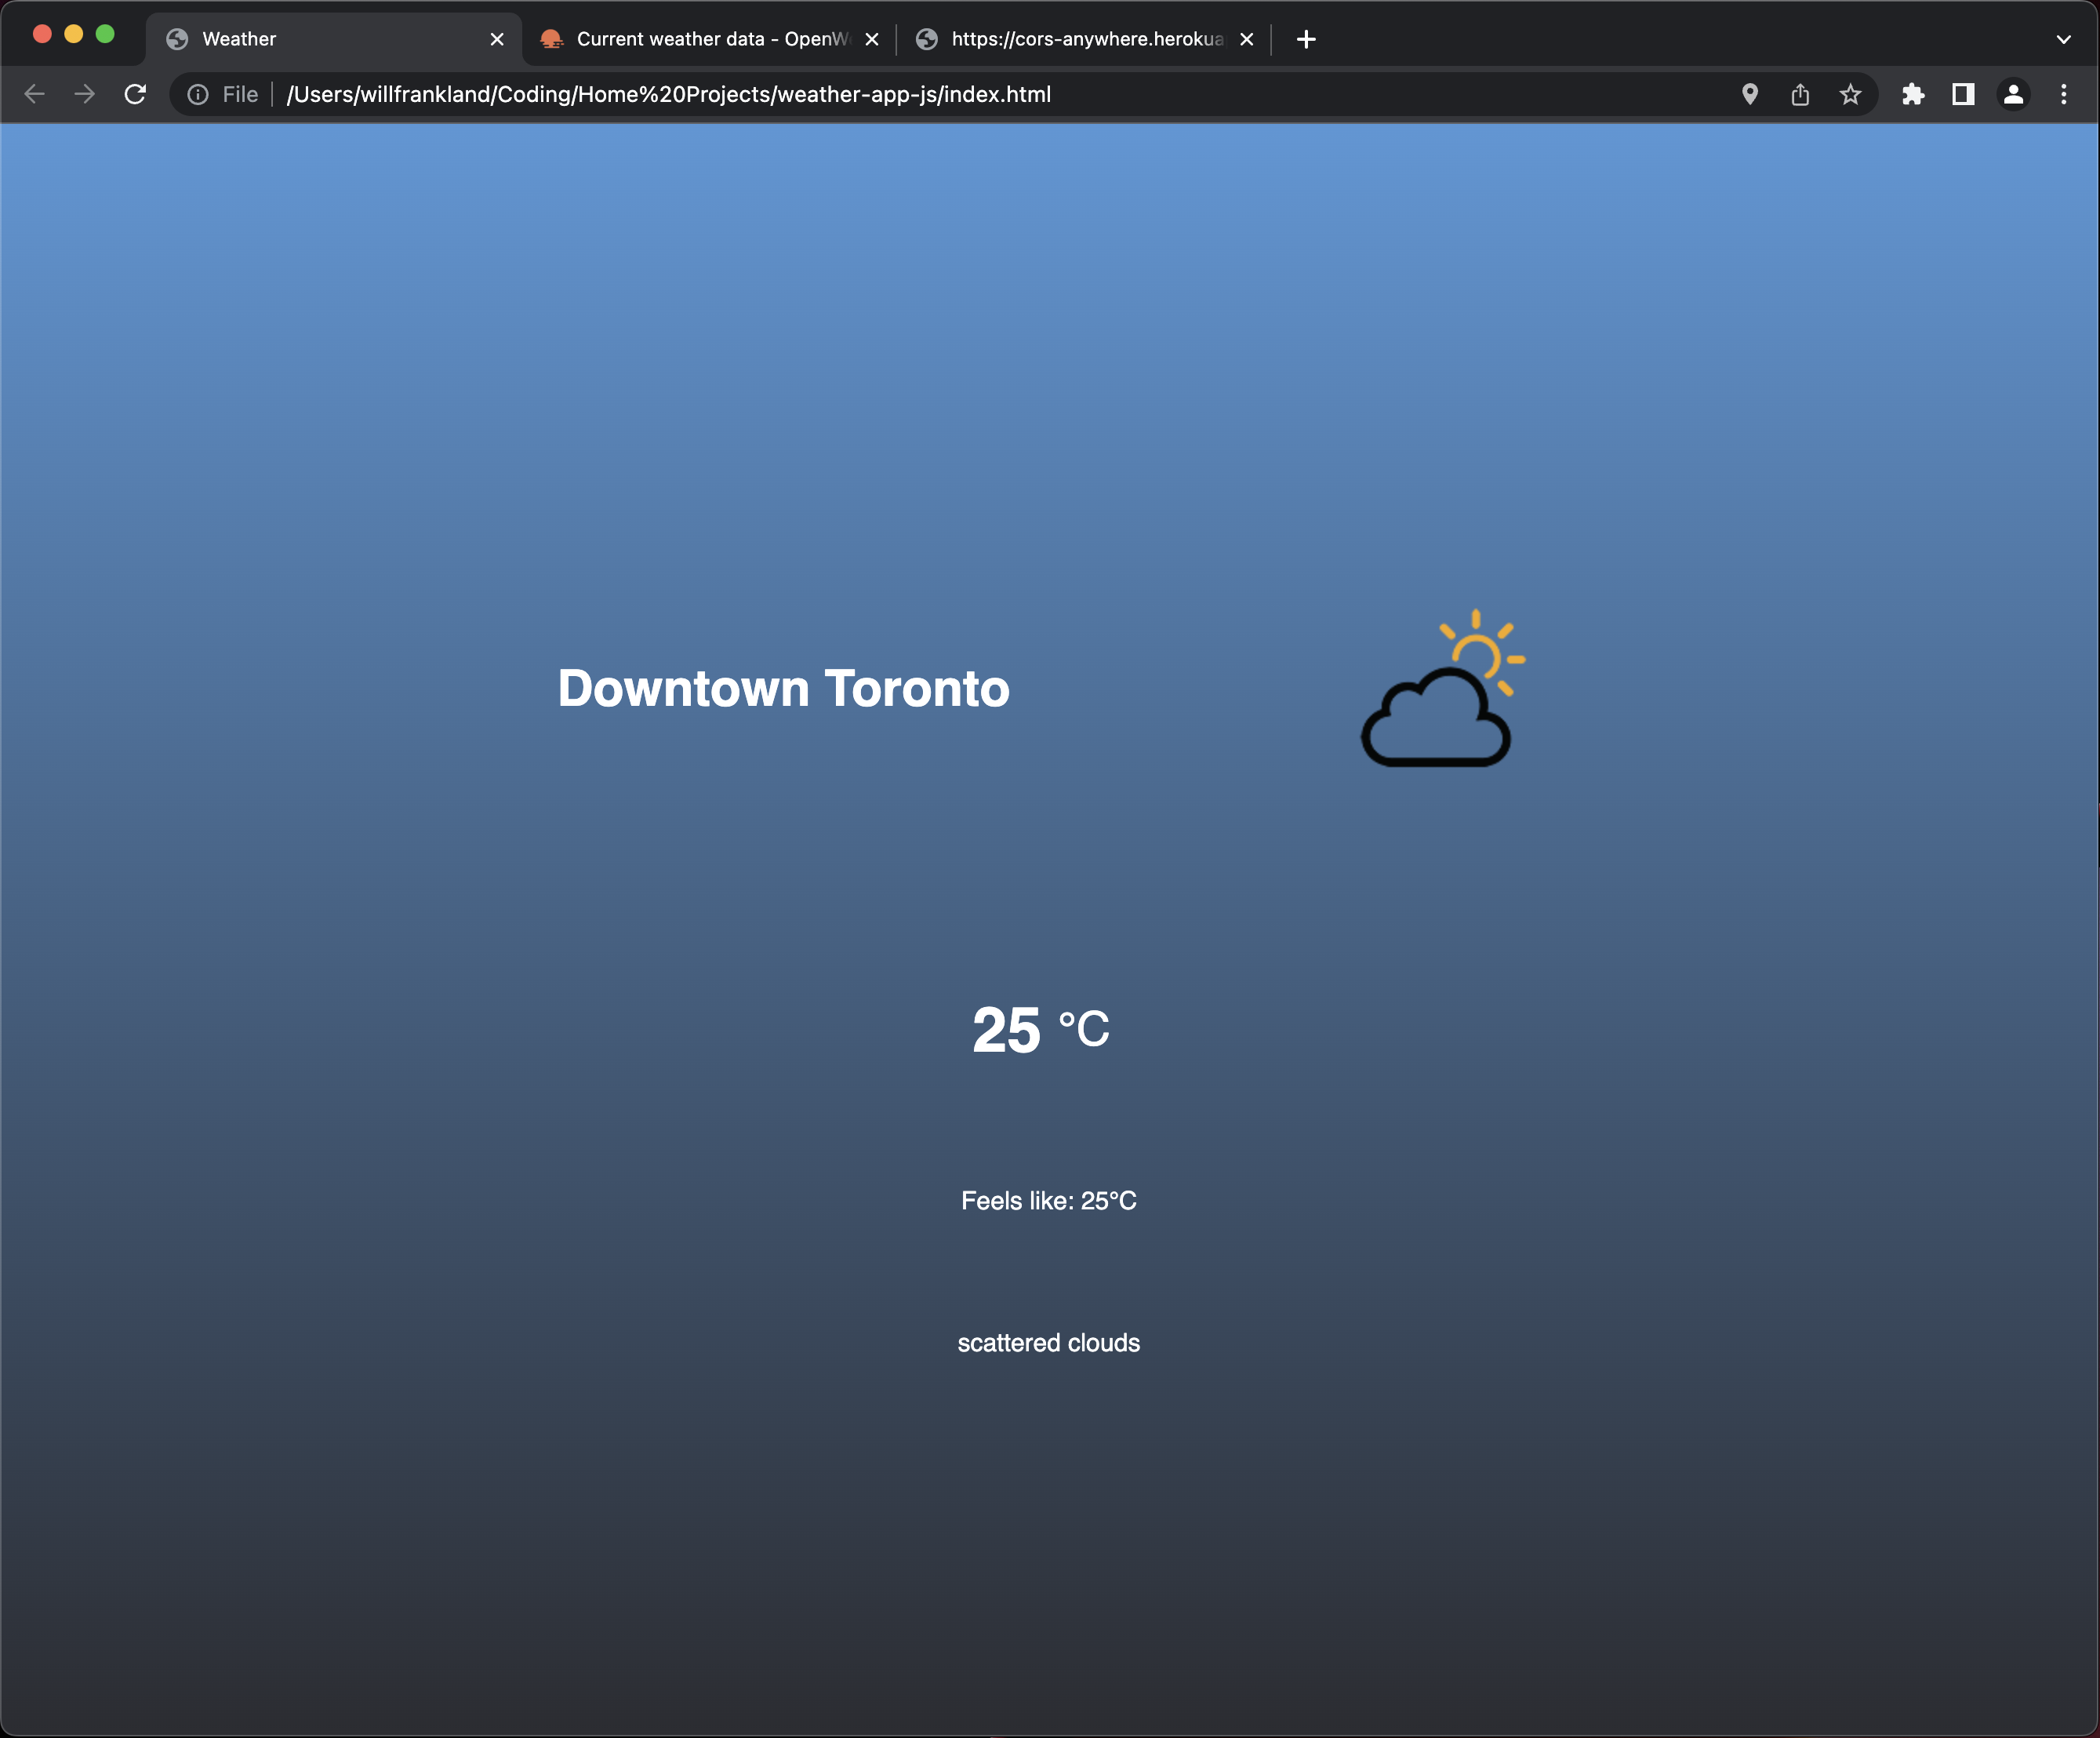 Weather
Current weather data - OpenW
https://cors-anywhere.herokua
File
/Users/willfrankland/Coding/Home%20Projects/weather-app-js/index.html
Downtown Toronto
25 °C
Feels like: 25°C
scattered clouds